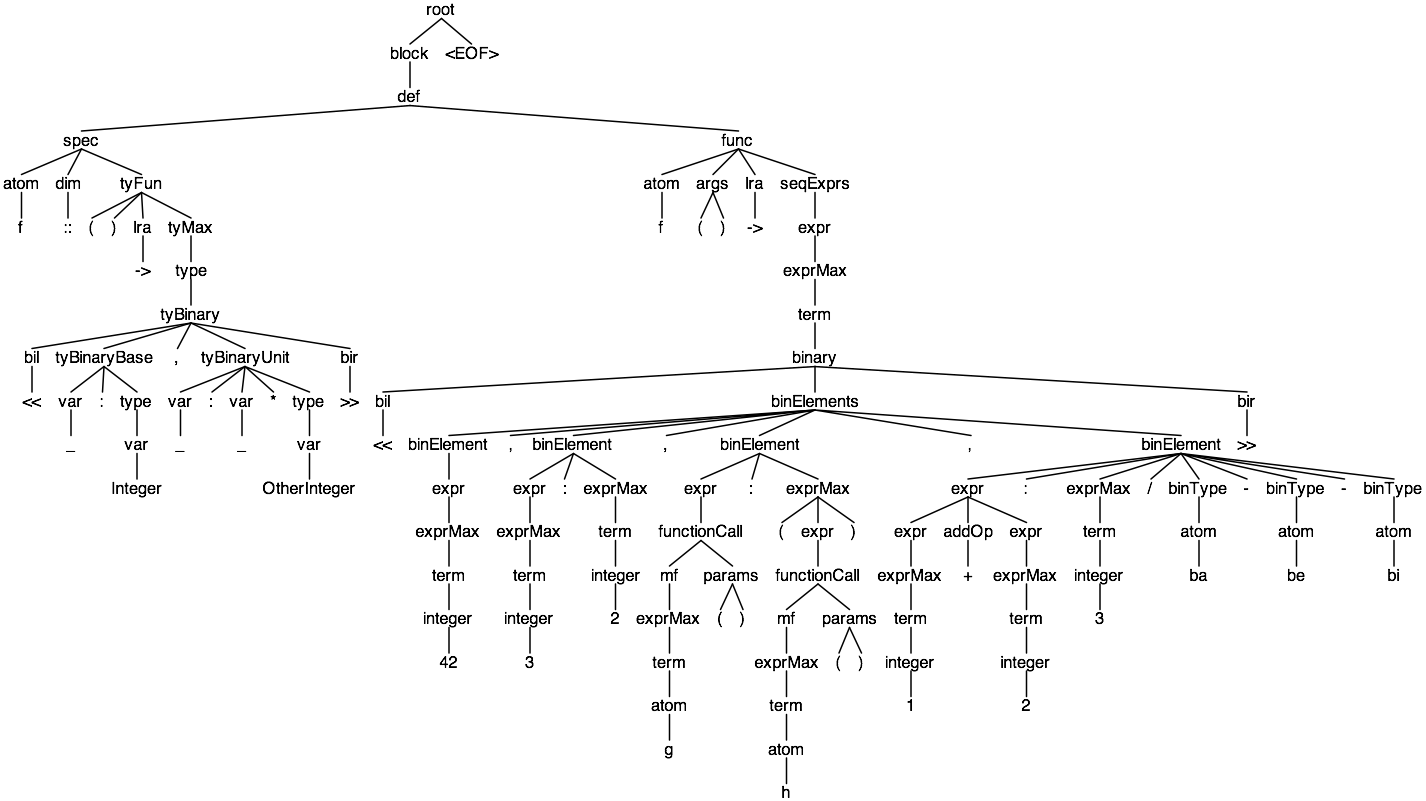 root
block <EOF>
def
spec func
atom dim tyFun atom args lra seqExprs
f :: ( ) lra tyMax f ( ) -> expr
-> type exprMax
tyBinary term
bil tyBinaryBase , tyBinaryUnit bir binary
<< var : type var : var * type >> bil binElements bir
_ var _ _ var << binElement , binElement , binElement , binElement >>
Integer OtherInteger expr expr : exprMax expr : exprMax expr : exprMax / binType - binType - binType
exprMax exprMax term functionCall ( expr ) expr addOp expr term atom atom atom
term term integer mf params functionCall exprMax + exprMax integer ba be bi
integer integer 2 exprMax ( ) mf params term term 3
42 3 term exprMax ( ) integer integer
atom term 1 2
g atom
h